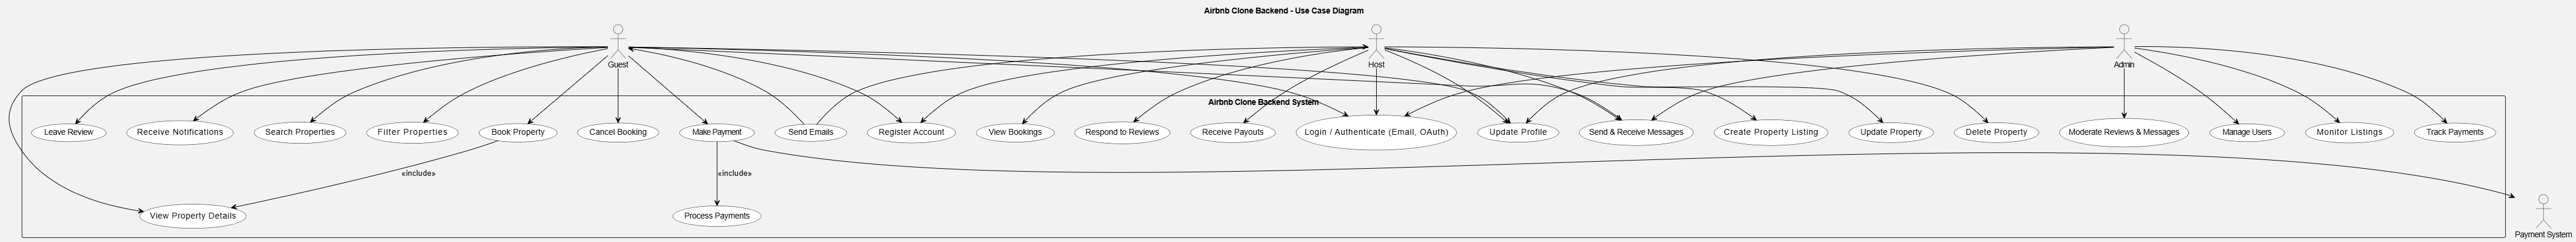 Airbnb Clone Backend - Use Case Diagram
Guest
Host
Admin
Airbnb Clone Backend System
Leave Review
Receive Notifications
Search Properties
Filter Properties
Book Property
Cancel Booking
Make Payment
Send Emails
Register Account
View Bookings
Respond to Reviews
Receive Payouts
Login / Authenticate (Email, OAuth)
Update Profile
Send & Receive Messages
Create Property Listing
Update Property
Delete Property
Moderate Reviews & Messages
Manage Users
Monitor Listings
Track Payments
«include»
«include»
View Property Details
Process Payments
Payment System